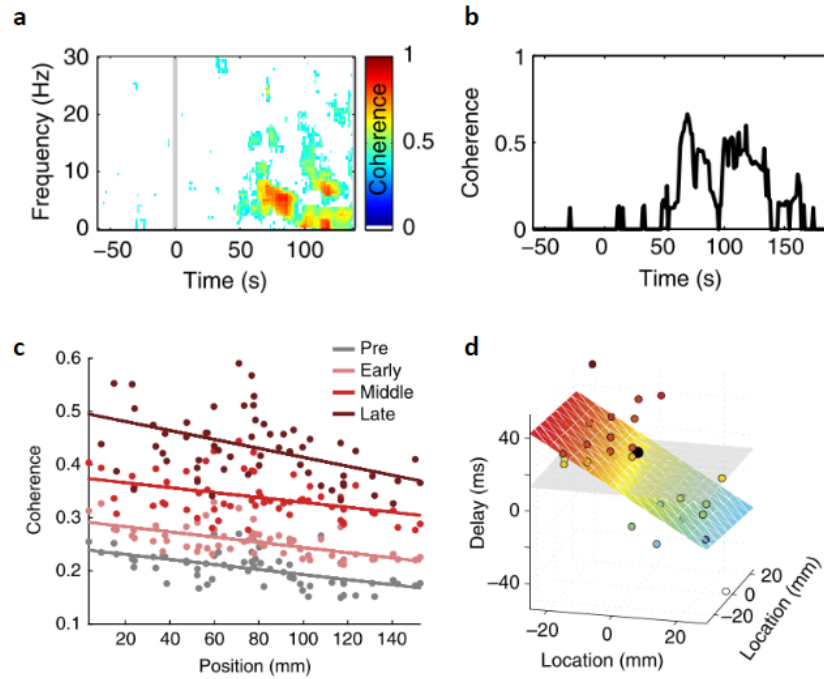 a
30
20
10
0
Frequency (Hz)
−50
0
50
100
Time (s)
1
0.5
0
Coherence
b
1
0.5
0
Coherence
−50
0
50
100
150
Time (s)
c
Pre
Early
Middle
Late
0.6
0.5
0.4
0.3
0.2
0.1
Coherence
20
40
60
80
100
120
140
Position (mm)
d
40
0
−40
Delay (ms)
−20
0
20
Location (mm)
20
0
−20
Location (mm)